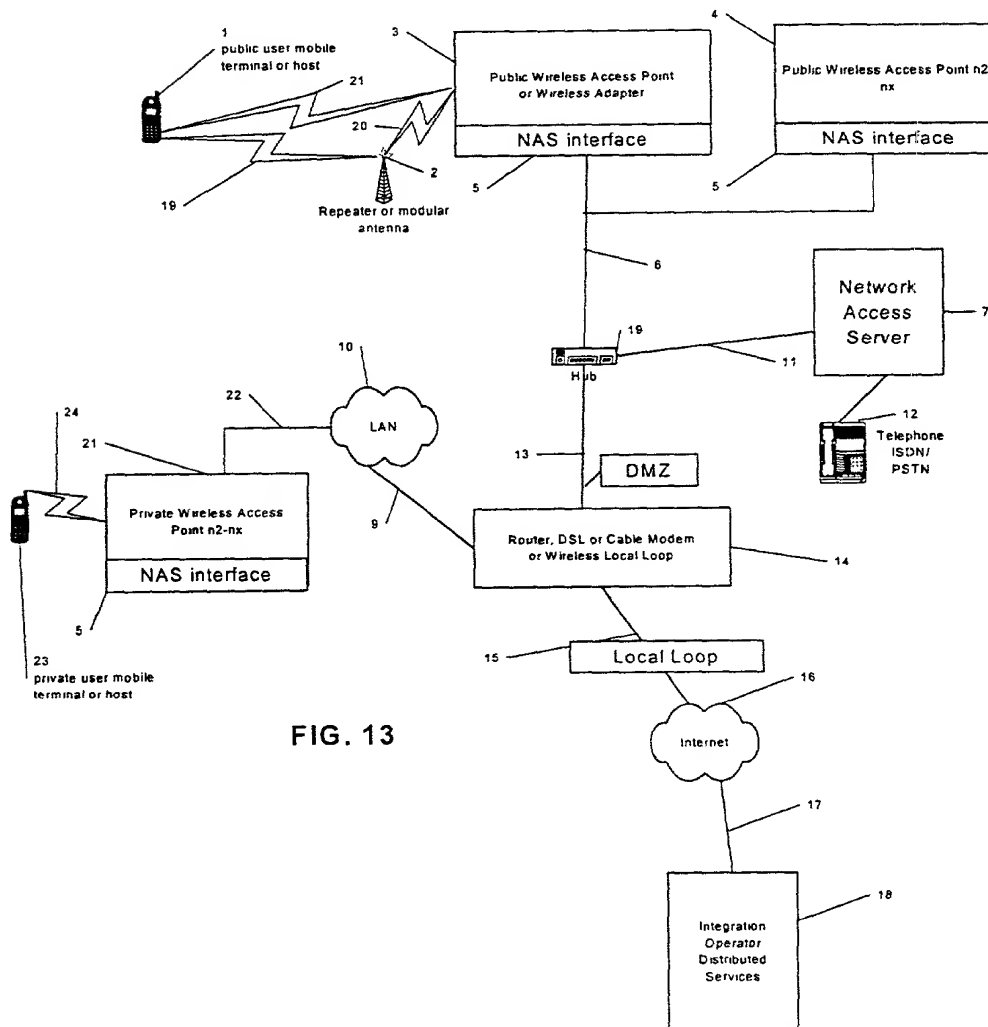 1
public user mobile
terminal or host
21
3
4
Public Wireless Access Point
or Wireless Adapter
Public Wireless Access Point n2-
nx
20
NAS interface
NAS interface
2
5
5
19
Repeater or modular
antenna
6
Network
Access
Server
7
19
11
Hub
10
LAN
22
24
21
12
Telephone
ISDN/
PSTN
13
DMZ
Private Wireless Access
Point n2-nx
9
Router, DSL or Cable Modem
or Wireless Local Loop
14
NAS interface
5
15
Local Loop
23
private user mobile
terminal or host
16
FIG. 13
Internet
17
18
Integration
Operator
Distributed
Services